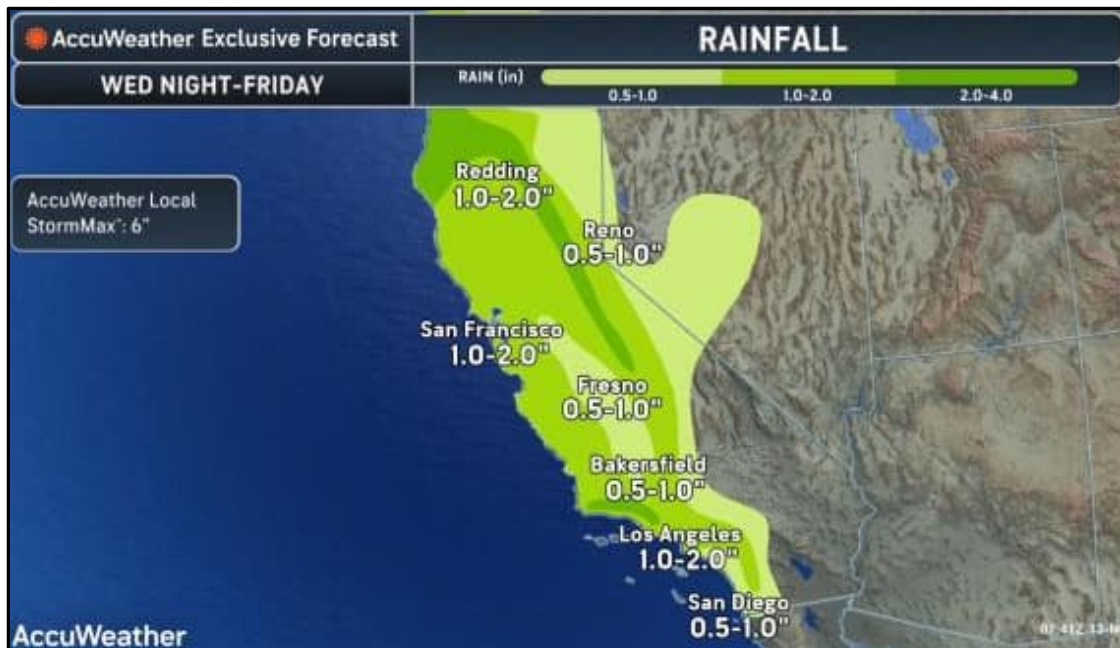 AccuWeather Exclusive Forecast
WED NIGHT-FRIDAY
RAINFALL
RAIN (in)
0.5-1.0 1.0-2.0 2.0-4.0
AccuWeather Local
StormMax™: 6"
Redding
1.0-2.0"
Reno
0.5-1.0"
San Francisco
1.0-2.0"
Fresno
0.5-1.0"
Bakersfield
0.5-1.0"
Los Angeles
1.0-2.0"
San Diego
0.5-1.0"
AccuWeather